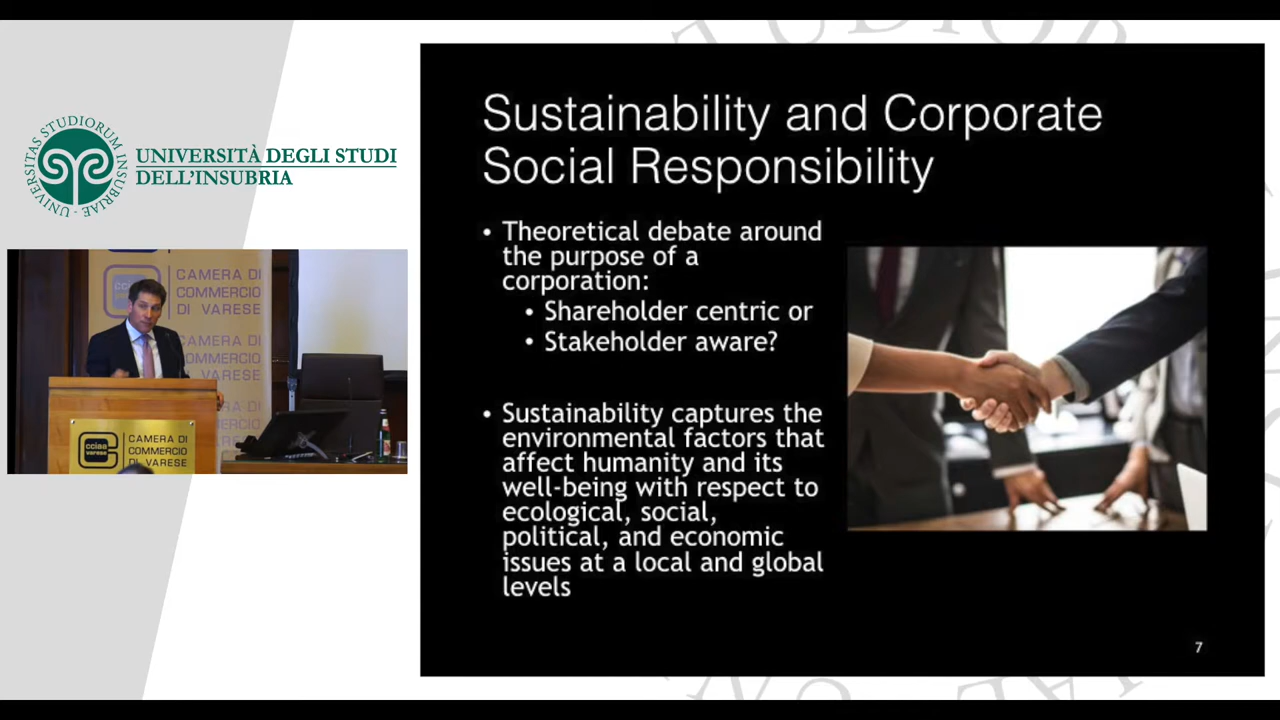 UNIVERSITAS STUDIORUM INSUBRIAE
UNIVERSITÀ DEGLI STUDI
DELL'INSUBRIA
CAMERA DI
COMMERCIO
DI VARESE
CAMERA DI
VARESE
cciaa
varese
CAMERA DI
COMMERCIO
DI VARESE
Sustainability and Corporate
Social Responsibility
• Theoretical debate around
the purpose of a
corporation:
• Shareholder centric or
• Stakeholder aware?
• Sustainability captures the
environmental factors that
affect humanity and its
well-being with respect to
ecological, social,
political, and economic
issues at a local and global
levels
7